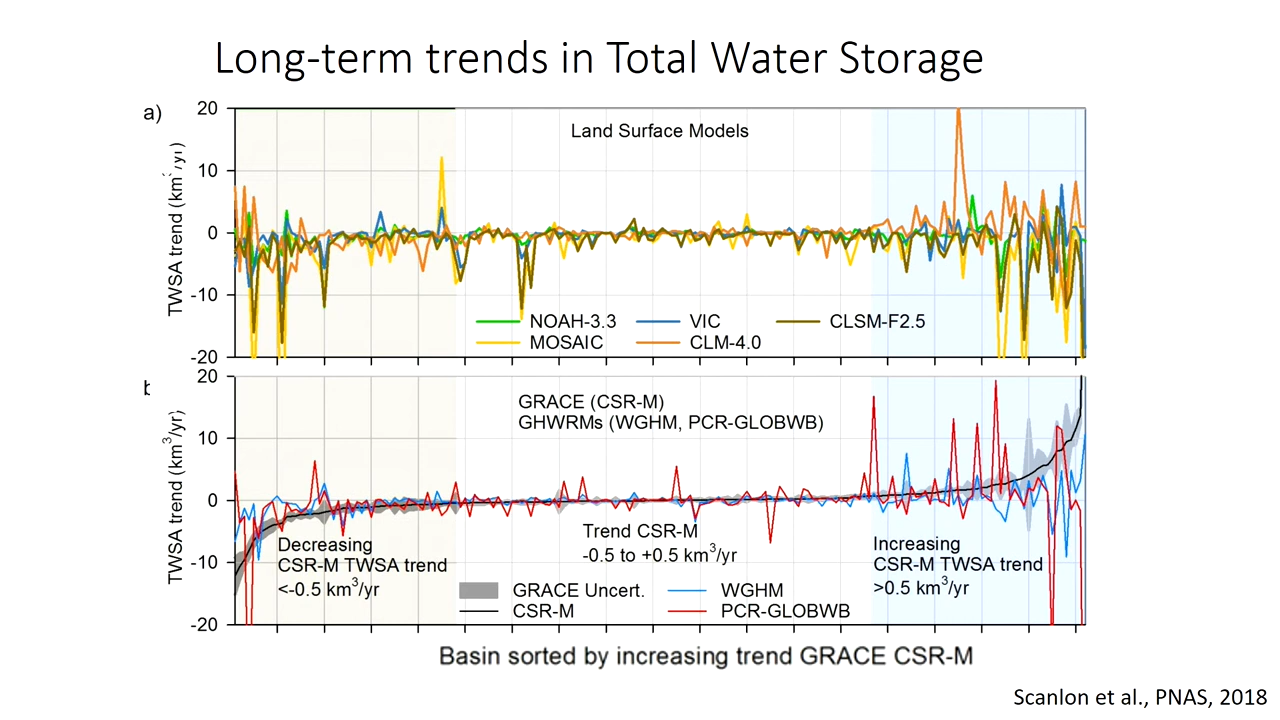 Long-term trends in Total Water Storage
a)
20
10
0
-10
-20
TWSA trend (km³/yr)
Land Surface Models
NOAH-3.3
VIC
CLSM-F2.5
MOSAIC
CLM-4.0
b
20
10
0
-10
-20
TWSA trend (km³/yr)
GRACE (CSR-M)
GHWRMs (WGHM, PCR-GLOBWB)
Decreasing
CSR-M TWSA trend
<-0.5 km³/yr
Trend CSR-M
-0.5 to +0.5 km³/yr
Increasing
CSR-M TWSA trend
>0.5 km³/yr
GRACE Uncert.
WGHM
CSR-M
PCR-GLOBWB
Basin sorted by increasing trend GRACE CSR-M
Scanlon et al., PNAS, 2018